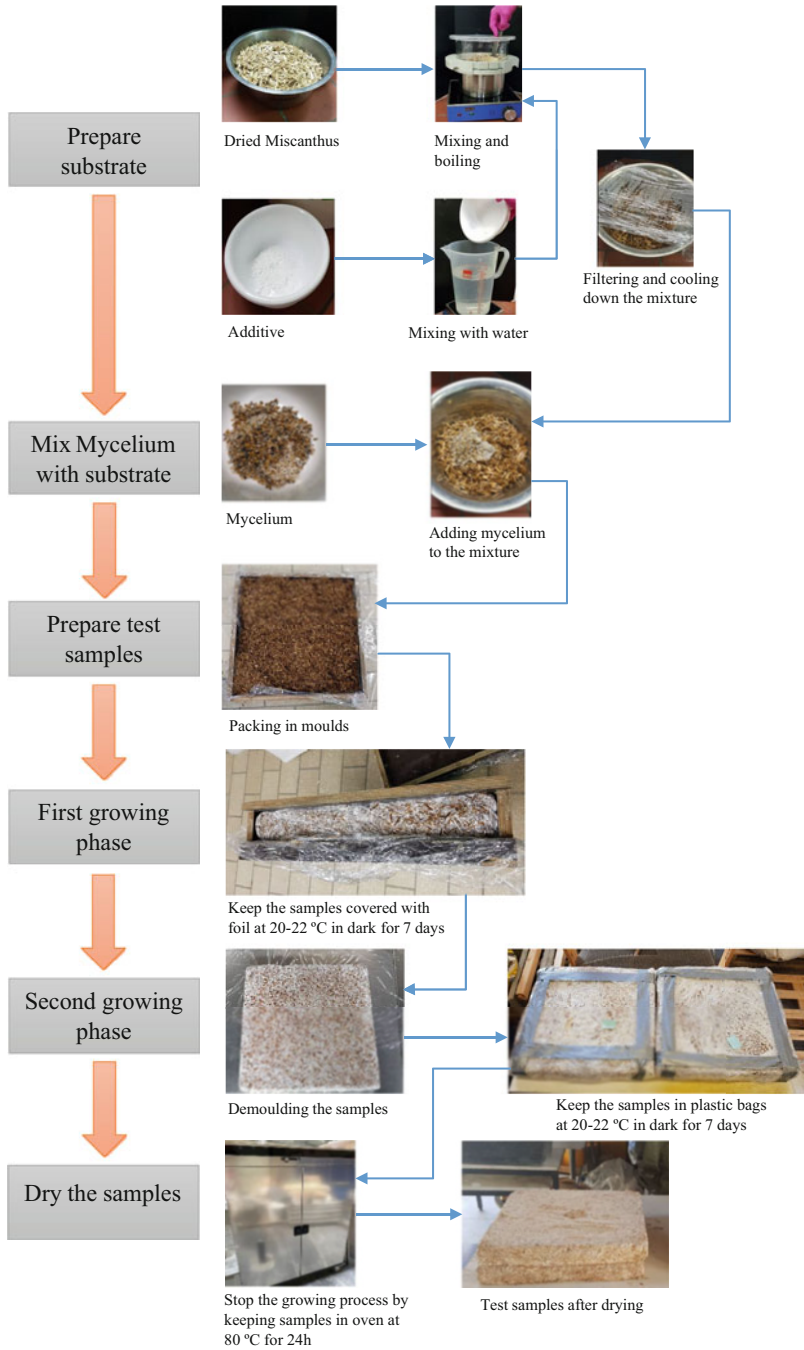 Prepare
substrate
Dried Miscanthus
Mixing and
boiling
Additive
Mixing with water
Filtering and cooling
down the mixture
Mix Mycelium
with substrate
Mycelium
Adding mycelium
to the mixture
Prepare test
samples
Packing in moulds
First growing
phase
Keep the samples covered with
foil at 20-22 ºC in dark for 7 days
Second growing
phase
Demoulding the samples
Keep the samples in plastic bags
at 20-22 ºC in dark for 7 days
Dry the samples
Stop the growing process by
keeping samples in oven at
80 ºC for 24h
Test samples after drying